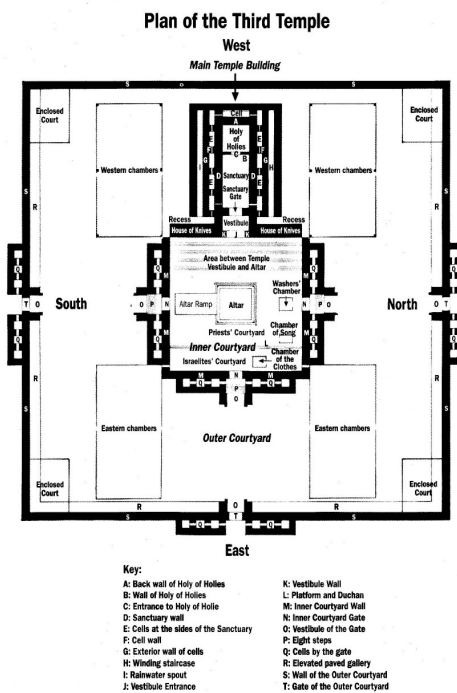 Plan of the Third Temple
West
Main Temple Building
S
Enclosed
Court
Enclosed
Court
Cell
A
Holy
of
Holies
C
B
E
E
F
F
G
G
I
H
Western chambers
Western chambers
D
Sanctuary
D
E
E
Sanctuary
Gate
S
R
R
S
Recess
Vestibule
Recess
House of Knives
K
J
K
House of Knives
Area between Temple
Vestibule and Altar
Q
Q
M
M
Q
Q
Washers'
Chamber
T
O
South
O
P
N
Altar Ramp
Altar
N
P
O
North
O
T
Priests' Courtyard
Chamber
of Song
Q
Q
M
L
M
Q
Q
Inner Courtyard
Israelites' Courtyard
Chamber
of the
Clothes
R
M
N
M
R
Q
P
Q
O
S
S
Eastern chambers
Eastern chambers
Outer Courtyard
Enclosed
Court
Enclosed
Court
R
O
R
S
T
S
Q
Q
East
Key:
A: Back wall of Holy of Holies
B: Wall of Holy of Holies
C: Entrance to Holy of Holie
D: Sanctuary wall
E: Cells at the sides of the Sanctuary
F: Cell wall
G: Exterior wall of cells
H: Winding staircase
I: Rainwater spout
J: Vestibule Entrance
K: Vestibule Wall
L: Platform and Duchan
M: Inner Courtyard Wall
N: Inner Courtyard Gate
O: Vestibule of the Gate
P: Eight steps
Q: Cells by the gate
R: Elevated paved gallery
S: Wall of the Outer Courtyard
T: Gate of the Outer Courtyard